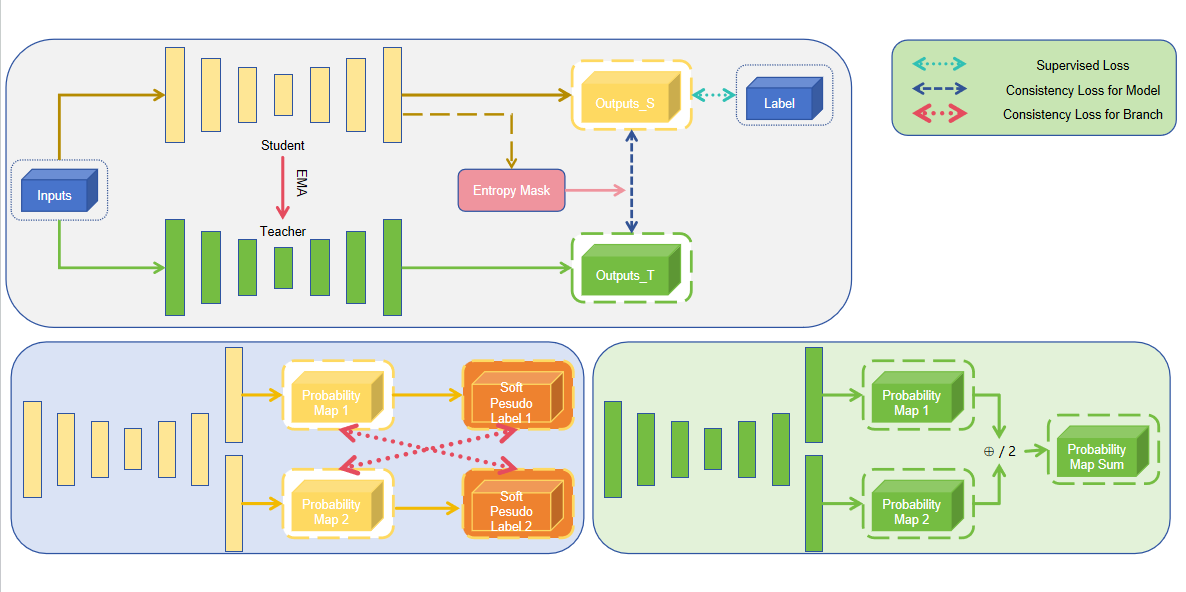 Supervised Loss
Consistency Loss for Model
Consistency Loss for Branch
Outputs_S
Label
Student
EMA
Inputs
Entropy Mask
Teacher
Outputs_T
Probability
Map 1
Soft
Pesudo
Label 1
Probability
Map 2
Soft
Pesudo
Label 2
Probability
Map 1
⊕ / 2
Probability
Map Sum
Probability
Map 2